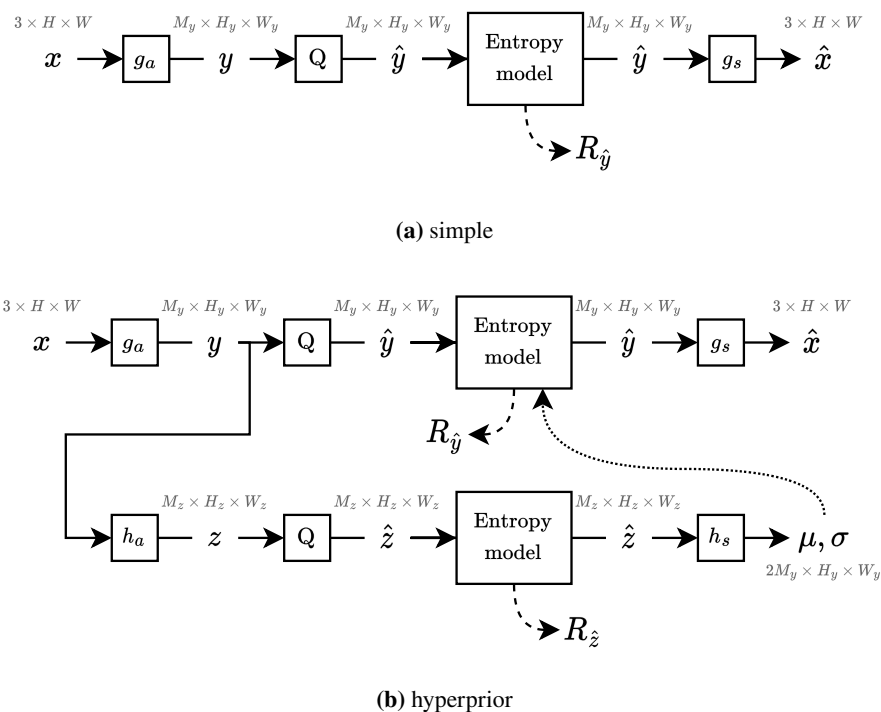 3 × H × W   M_y × H_y × W_y   M_y × H_y × W_y   M_y × H_y × W_y   3 × H × W
x   g_a   y   Q   ŷ   Entropy model   ŷ   g_s   x̂
R_ŷ
(a) simple
3 × H × W   M_y × H_y × W_y   M_y × H_y × W_y   M_y × H_y × W_y   3 × H × W
x   g_a   y   Q   ŷ   Entropy model   ŷ   g_s   x̂
R_ŷ
M_z × H_z × W_z   M_z × H_z × W_z   M_z × H_z × W_z
h_a   z   Q   ẑ   Entropy model   ẑ   h_s   μ, σ
2M_y × H_y × W_y
R_ẑ
(b) hyperprior